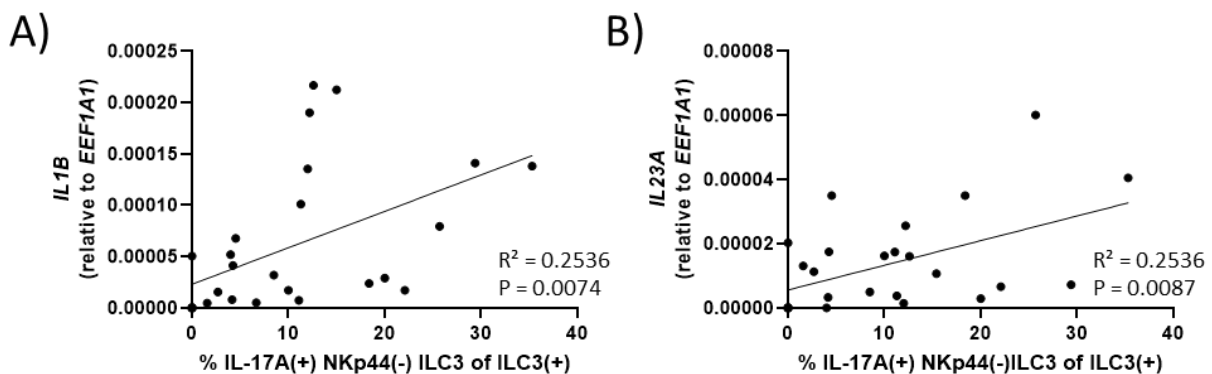 A)
IL1B
(relative to EEF1A1)
0.00025
0.00020
0.00015
0.00010
0.00005
0.00000
0
10
20
30
40
R² = 0.2536
P = 0.0074
% IL-17A(+) NKp44(-) ILC3 of ILC3(+)
B)
IL23A
(relative to EEF1A1)
0.00008
0.00006
0.00004
0.00002
0.00000
0
10
20
30
40
R² = 0.2536
P = 0.0087
% IL-17A(+) NKp44(-)ILC3 of ILC3(+)